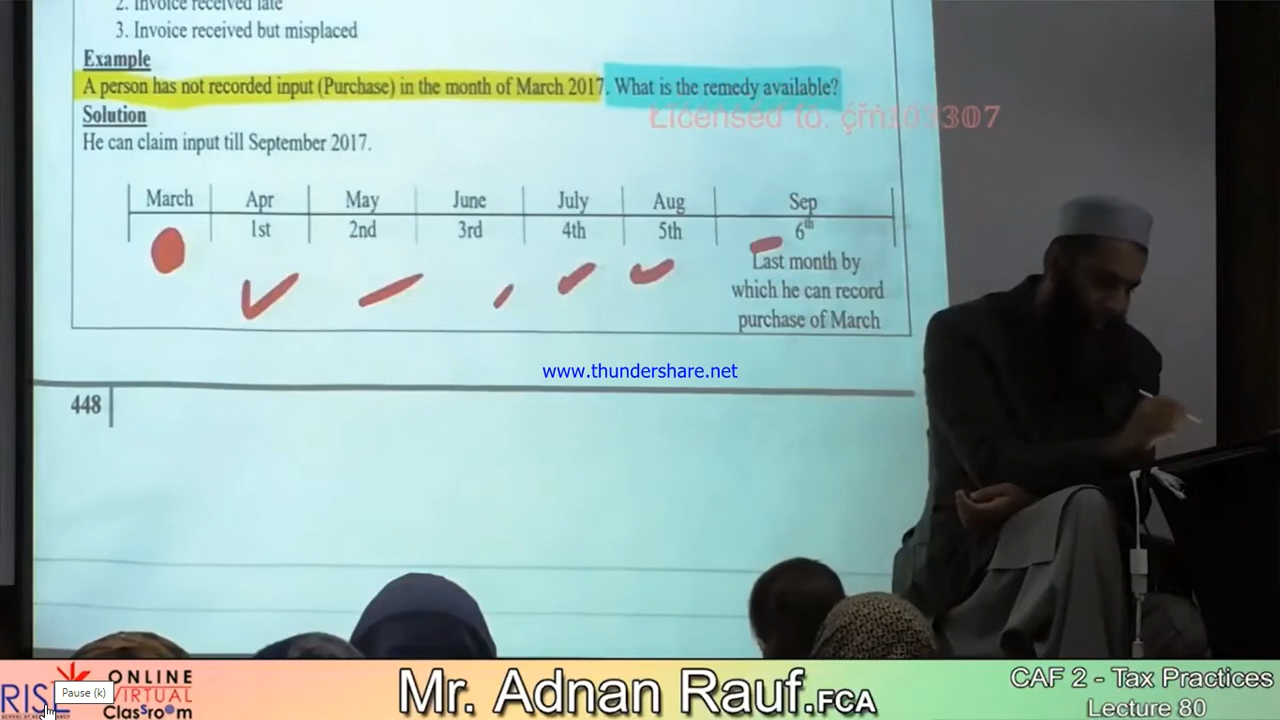 2. Invoice received late
3. Invoice received but misplaced
Example
A person has not recorded input (Purchase) in the month of March 2017. What is the remedy available?
Solution
He can claim input till September 2017.
March Apr May June July Aug Sep
1st 2nd 3rd 4th 5th 6th
Last month by
which he can record
purchase of March
www.thundershare.net
448
RISE
Pause (k)
ONLINE
VIRTUAL
Classroom
Mr. Adnan Rauf.FCA
CAF 2 - Tax Practices
Lecture 80